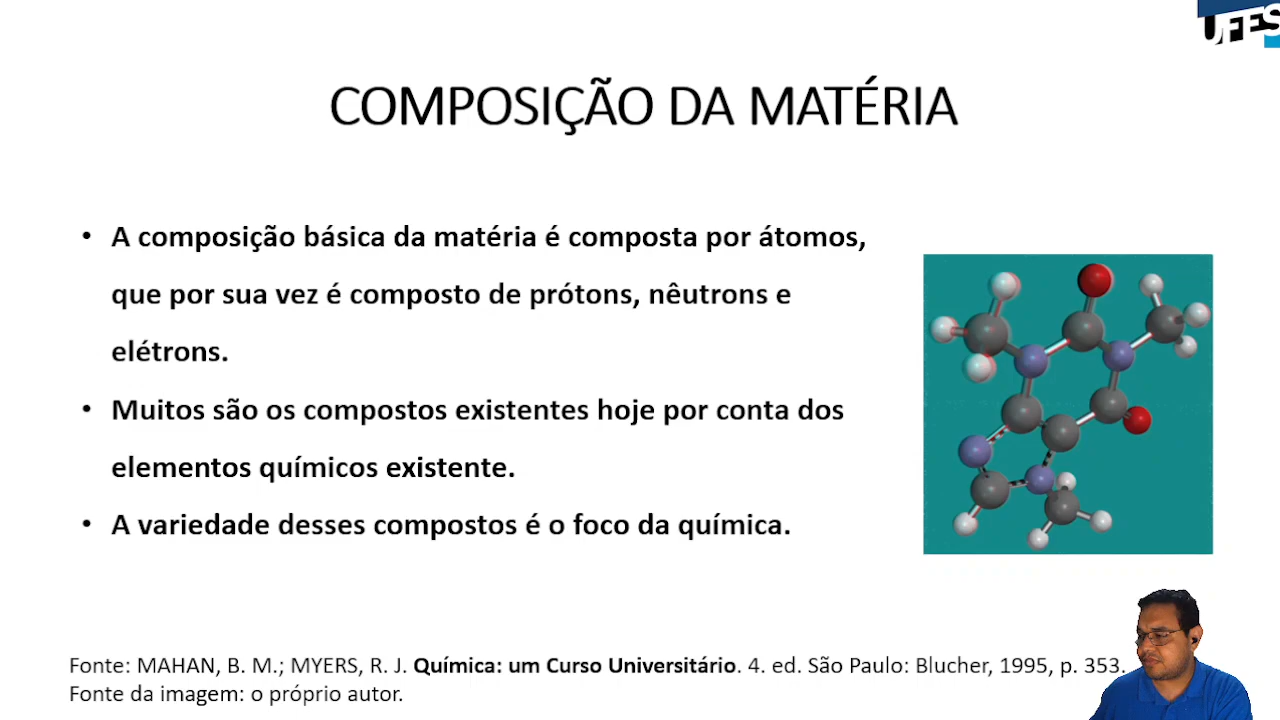 UFES
COMPOSIÇÃO DA MATÉRIA
• A composição básica da matéria é composta por átomos,
que por sua vez é composto de prótons, nêutrons e
elétrons.
• Muitos são os compostos existentes hoje por conta dos
elementos químicos existente.
• A variedade desses compostos é o foco da química.
Fonte: MAHAN, B. M.; MYERS, R. J. Química: um Curso Universitário. 4. ed. São Paulo: Blucher, 1995, p. 353.
Fonte da imagem: o próprio autor.